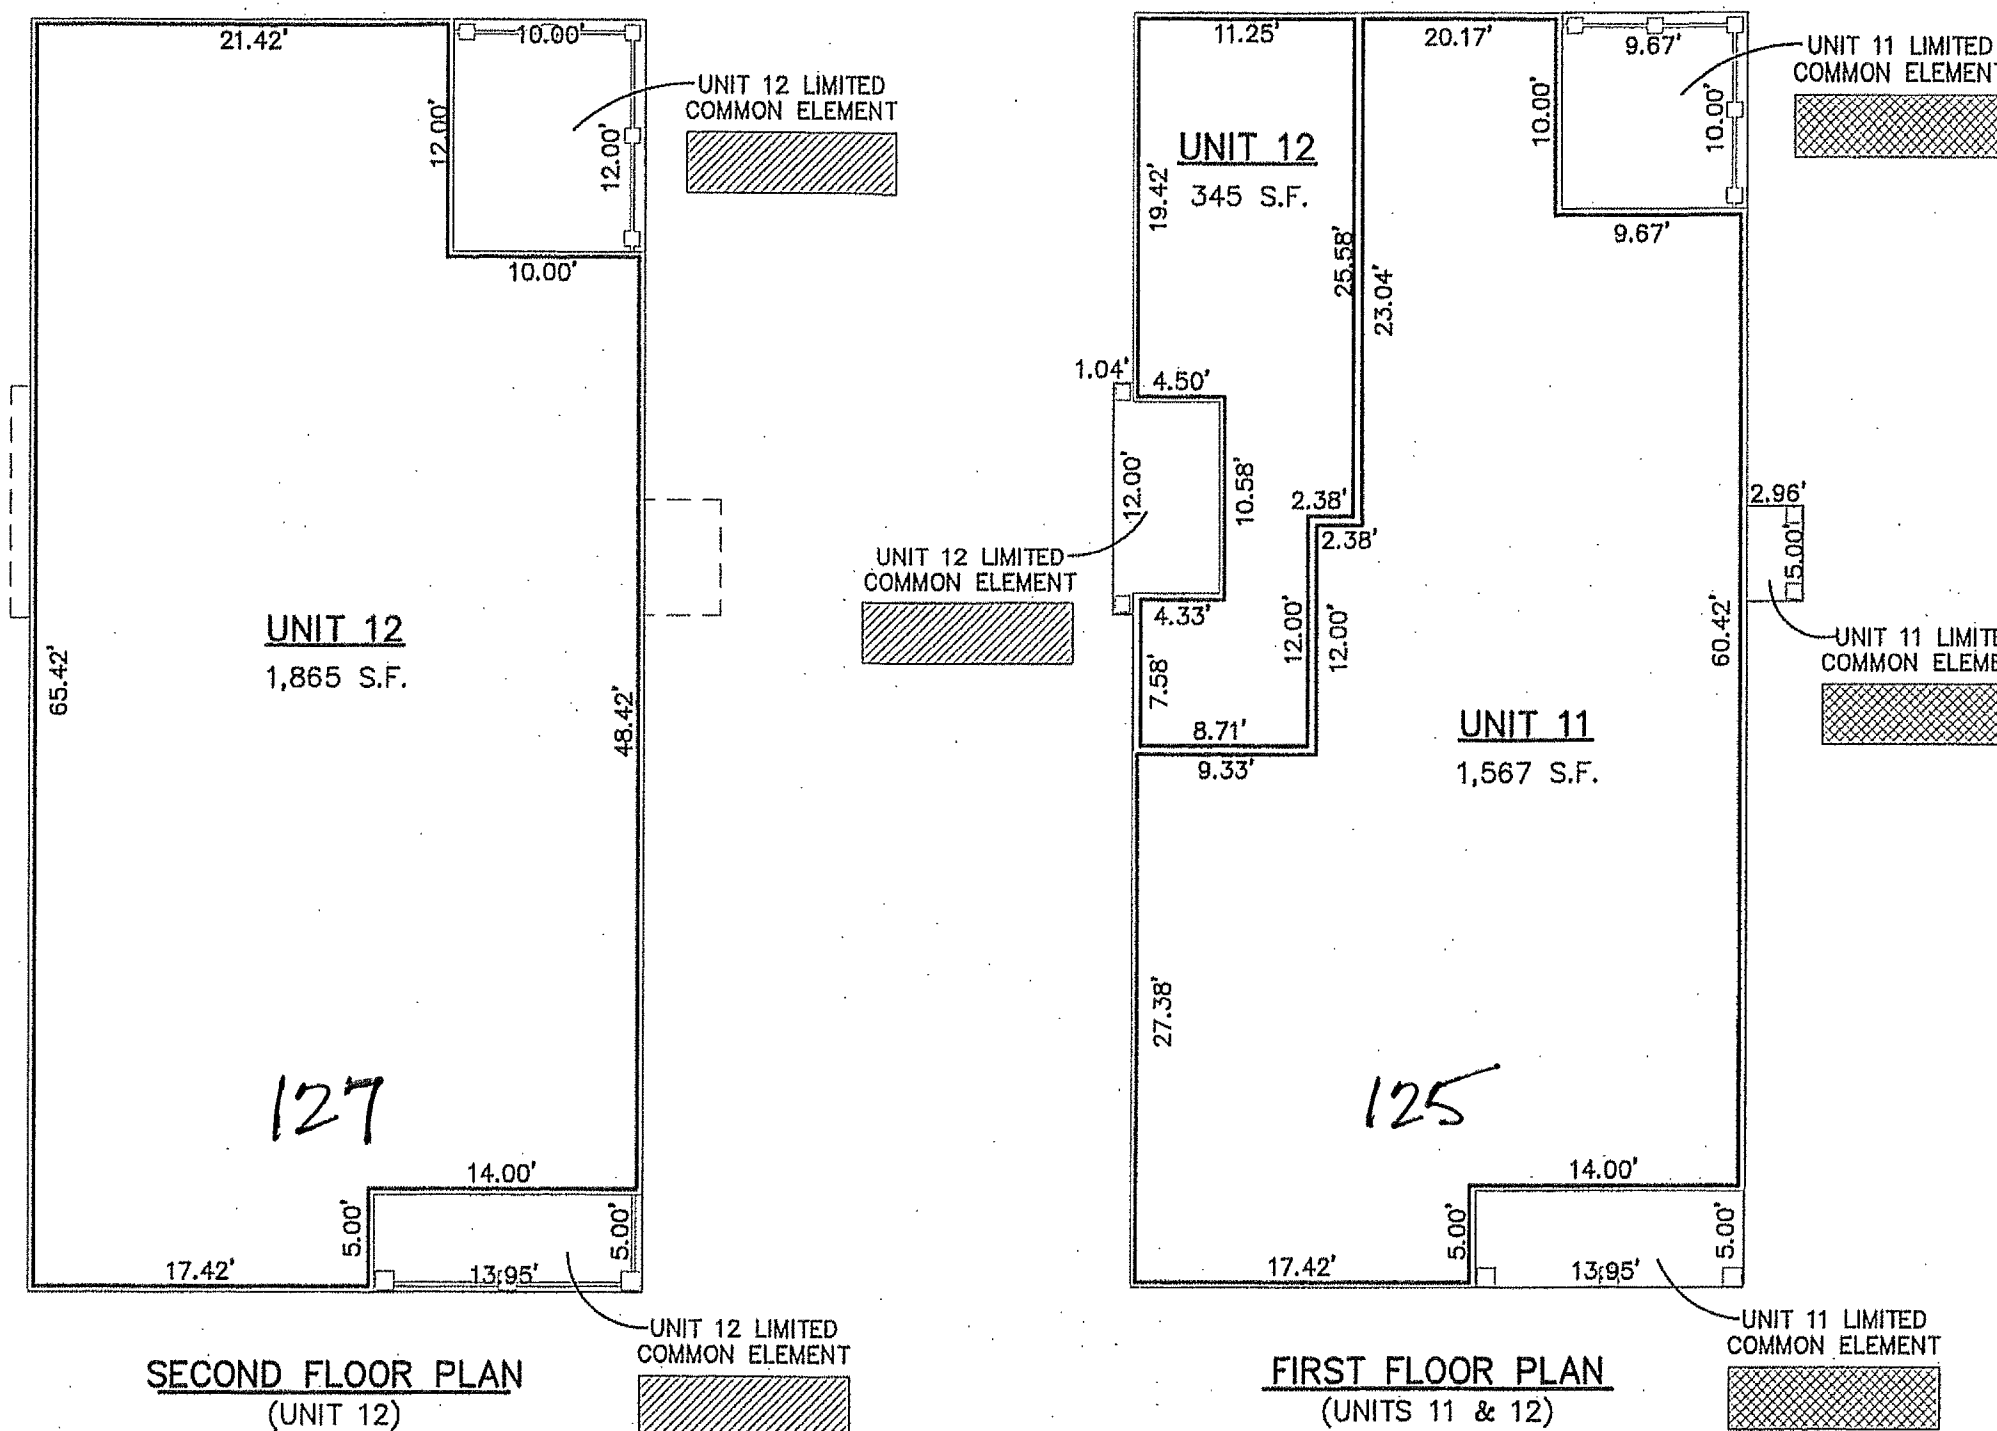 21.42'
10.00'
12.00'
12.00'
10.00'
UNIT 12 LIMITED
COMMON ELEMENT
UNIT 12
1,865 S.F.
65.42'
48.42'
127
14.00'
5.00'
5.00'
17.42'
13.95'
UNIT 12 LIMITED
COMMON ELEMENT
SECOND FLOOR PLAN
(UNIT 12)
11.25'
20.17'
9.67'
UNIT 11 LIMITED
COMMON ELEMENT
10.00'
10.00'
9.67'
UNIT 12
345 S.F.
19.42'
25.58'
23.04'
1.04'
4.50'
12.00'
10.58'
2.38'
2.38'
UNIT 12 LIMITED
COMMON ELEMENT
4.33'
7.58'
12.00'
12.00'
8.71'
9.33'
2.96'
5.00'
60.42'
UNIT 11 LIMITE
COMMON ELEME
UNIT 11
1,567 S.F.
27.38'
125
14.00'
5.00'
5.00'
17.42'
13.95'
UNIT 11 LIMITED
COMMON ELEMENT
FIRST FLOOR PLAN
(UNITS 11 & 12)